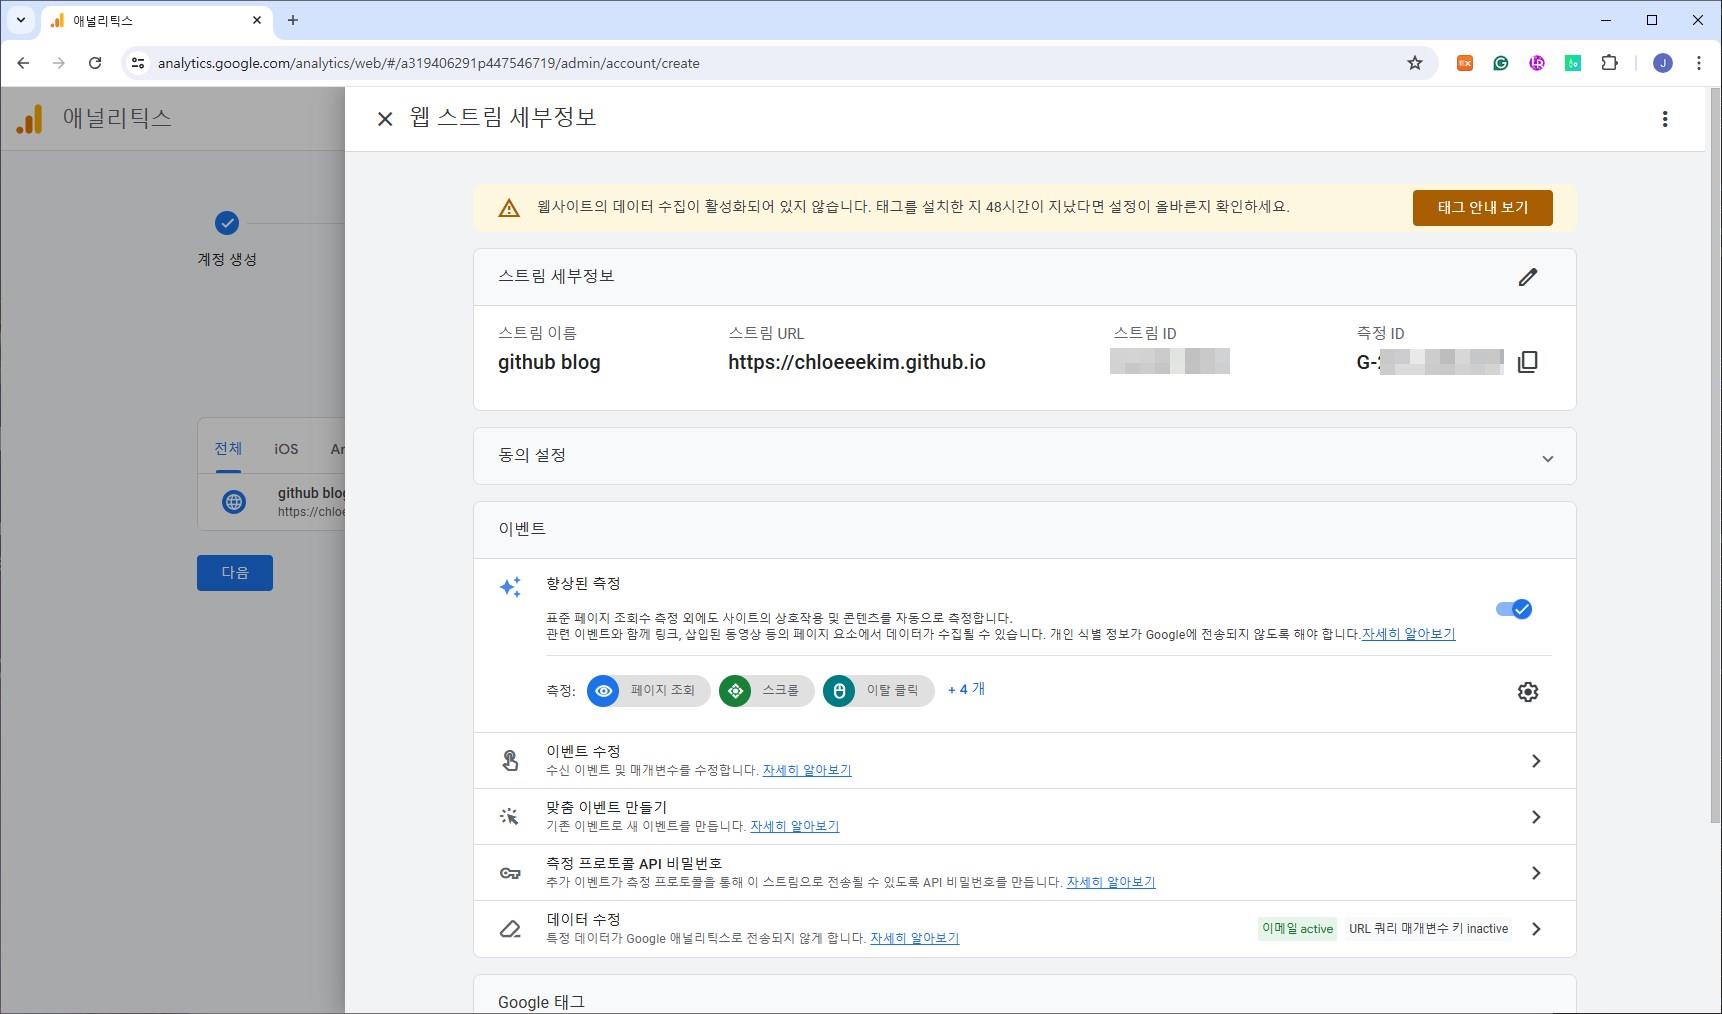 애널리틱스
analytics.google.com/analytics/web/#/a319406291p447546719/admin/account/create
J
애널리틱스
웹 스트림 세부정보
계정 생성
전체 iOS
github blog
다음
웹사이트의 데이터 수집이 활성화되어 있지 않습니다. 태그를 설치한 지 48시간이 지났다면 설정이 올바른지 확인하세요.
태그 안내 보기
스트림 세부정보
스트림 이름 스트림 URL 스트림 ID 측정 ID
github blog https://chloeeekim.github.io G-
동의 설정
이벤트
향상된 측정
표준 페이지 조회수 측정 외에도 사이트의 상호작용 및 콘텐츠를 자동으로 측정합니다.
관련 이벤트와 함께 링크, 삽입된 동영상 등의 페이지 요소에서 데이터가 수집될 수 있습니다. 개인 식별 정보가 Google에 전송되지 않도록 해야 합니다.자세히 알아보기
측정: 페이지 조회 스크롤 이탈 클릭 + 4 개
이벤트 수정
수신 이벤트 및 매개변수를 수정합니다. 자세히 알아보기
맞춤 이벤트 만들기
기존 이벤트로 새 이벤트를 만듭니다. 자세히 알아보기
측정 프로토콜 API 비밀번호
추가 이벤트가 측정 프로토콜을 통해 이 스트림으로 전송될 수 있도록 API 비밀번호를 만듭니다. 자세히 알아보기
데이터 수정
특정 데이터가 Google 애널리틱스로 전송되지 않게 합니다. 자세히 알아보기
이메일 active URL 쿼리 매개변수 키 inactive
Google 태그